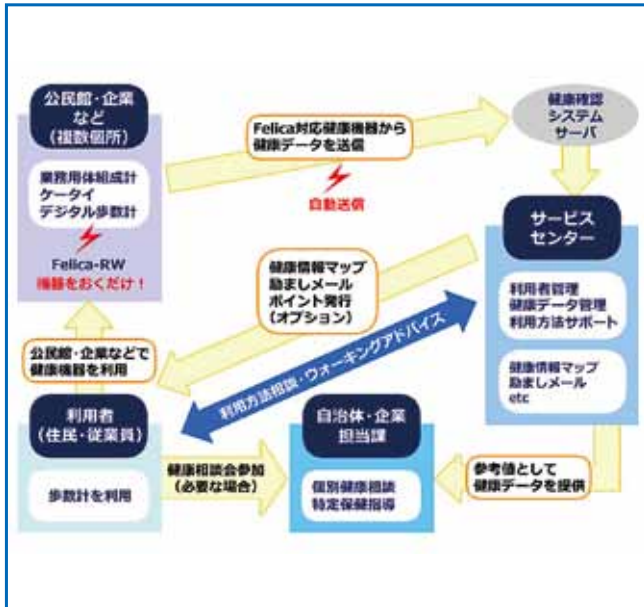 公民館・企業
など
(複数個所)
業務用体組成計
ケータイ
デジタル歩数計
Felica-RW
機器をおくだけ！
Felica対応健康機器から
健康データを送信
自動送信
健康確認
システム
サーバ
サービス
センター
利用者管理
健康データ管理
利用方法サポート
健康情報マップ
励ましメール
etc
健康情報マップ
励ましメール
ポイント発行
(オプション)
利用方法相談・ウォーキングアドバイス
公民館・企業などで
健康機器を利用
利用者
(住民・従業員)
歩数計を利用
健康相談会参加
(必要な場合)
自治体・企業
担当課
個別健康相談
特定保健指導
参考値として
健康データを提供